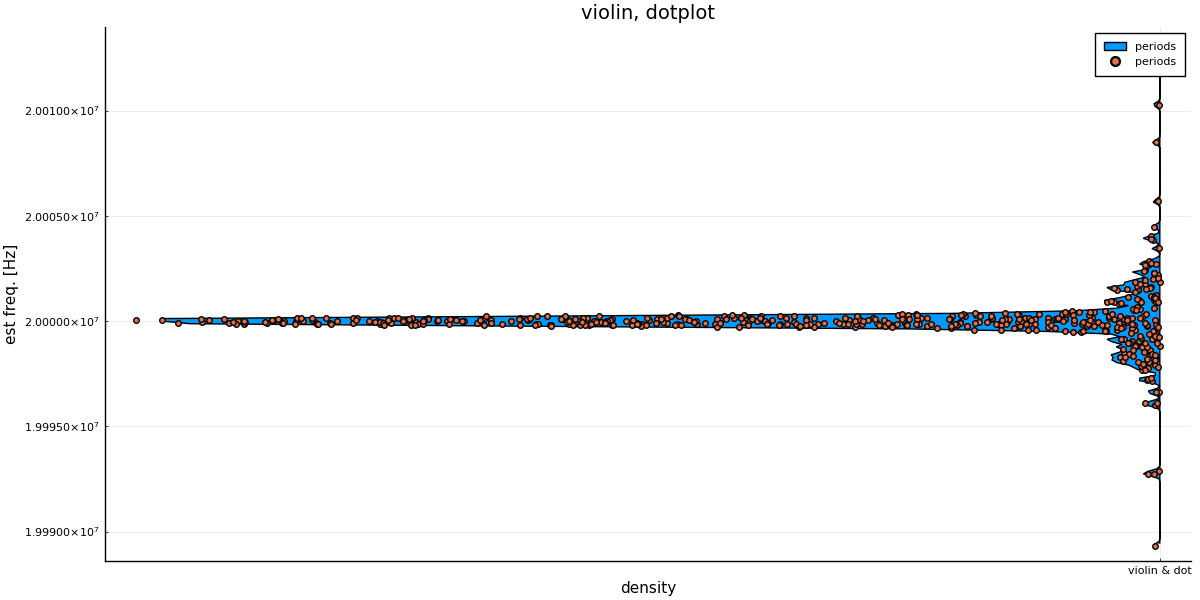 violin, dotplot
periods
periods
2.00100×10⁷
2.00050×10⁷
2.00000×10⁷
1.99950×10⁷
1.99900×10⁷
est freq. [Hz]
violin & dot
density